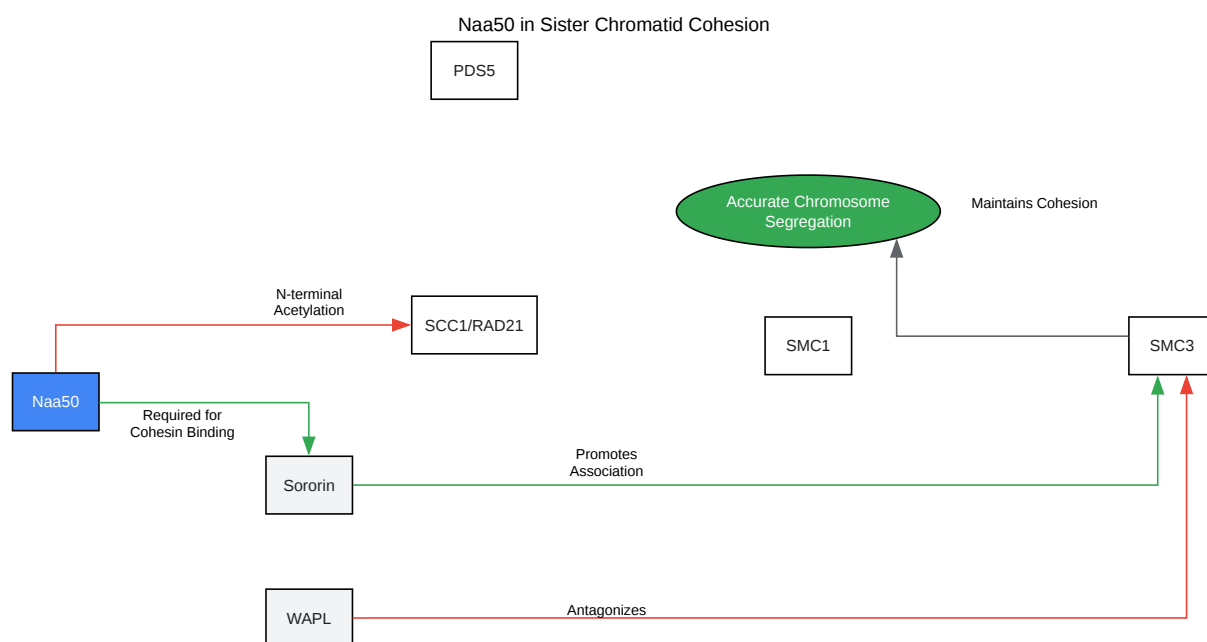 Naa50 in Sister Chromatid Cohesion
PDS5
Accurate Chromosome
Segregation
Maintains Cohesion
N-terminal
Acetylation
SCC1/RAD21
SMC1
SMC3
Naa50
Required for
Cohesin Binding
Sororin
Promotes
Association
WAPL
Antagonizes